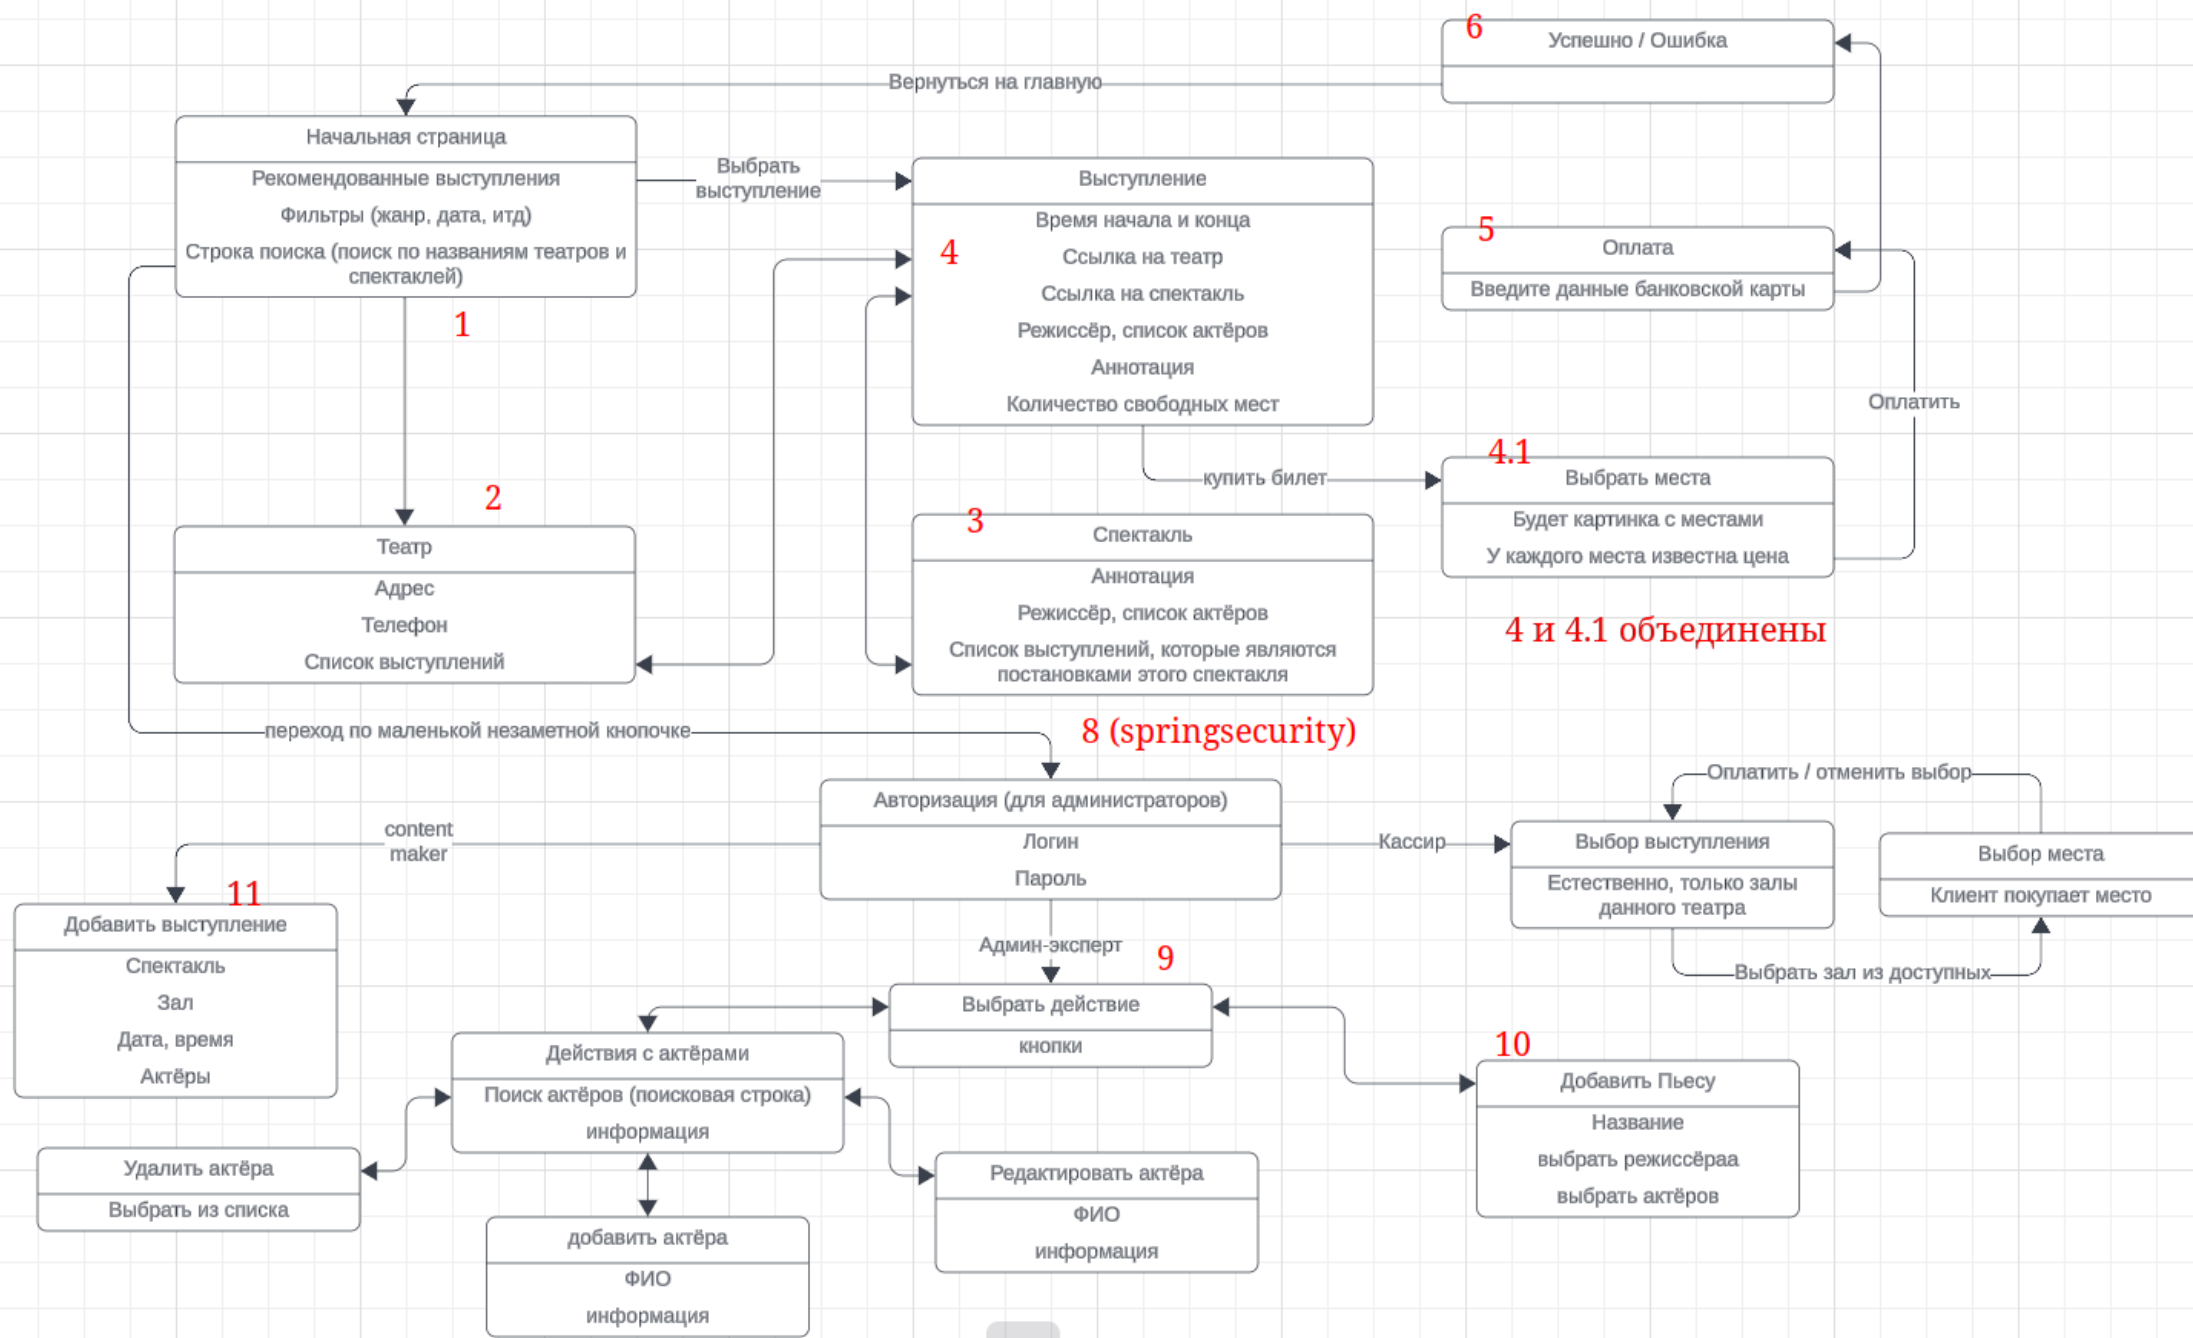 6
Успешно / Ошибка
Вернуться на главную
Начальная страница
Рекомендованные выступления
Фильтры (жанр, дата, итд)
Строка поиска (поиск по названиям театров и
спектаклей)
1
Выбрать
выступление
Выступление
Время начала и конца
4
Ссылка на театр
Ссылка на спектакль
Режиссёр, список актёров
Аннотация
Количество свободных мест
5
Оплата
Введите данные банковской карты
Оплатить
купить билет
4.1
Выбрать места
Будет картинка с местами
У каждого места известна цена
4 и 4.1 объединены
2
Театр
Адрес
Телефон
Список выступлений
3
Спектакль
Аннотация
Режиссёр, список актёров
Список выступлений, которые являются
постановками этого спектакля
переход по маленькой незаметной кнопочке
8 (springsecurity)
Авторизация (для администраторов)
Логин
Пароль
content
maker
Кассир
Оплатить / отменить выбор
Выбор выступления
Естественно, только залы
данного театра
Выбор места
Клиент покупает место
Выбрать зал из доступных
11
Добавить выступление
Спектакль
Зал
Дата, время
Актёры
Админ-эксперт
9
Выбрать действие
кнопки
Действия с актёрами
Поиск актёров (поисковая строка)
информация
10
Добавить Пьесу
Название
выбрать режиссёраа
выбрать актёров
Удалить актёра
Выбрать из списка
добавить актёра
ФИО
информация
Редактировать актёра
ФИО
информация